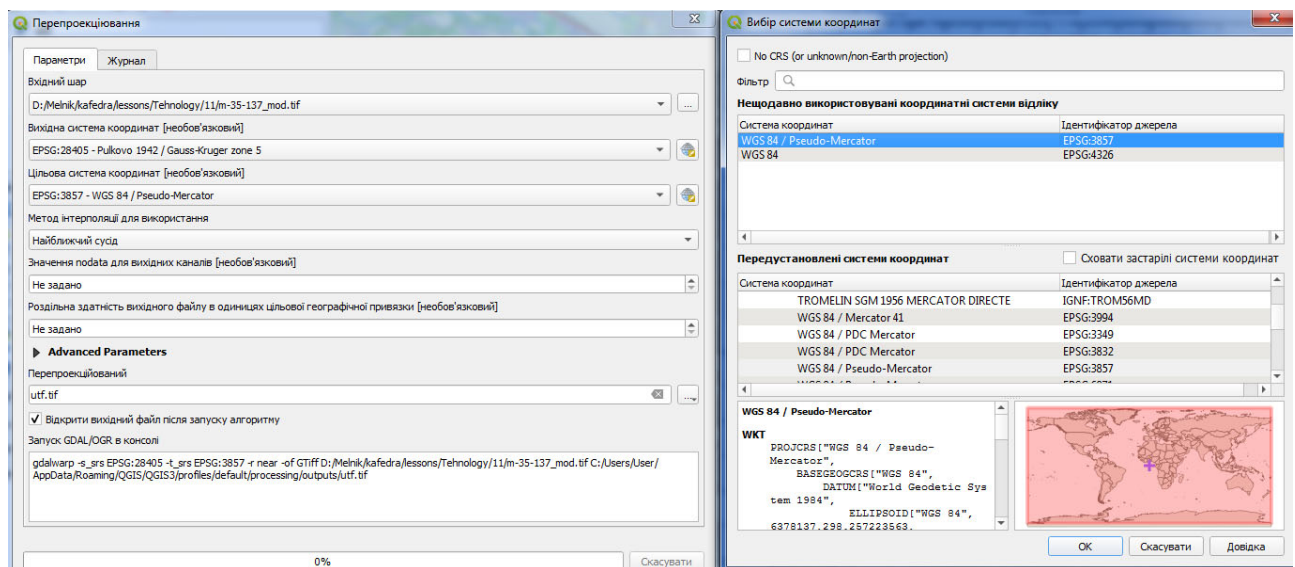 Перепроекціювання
Параметри Журнал
Вхідний шар
D:/Melnik/kafedra/lessons/Tehnology/11/m-35-137_mod.tif
...
Вихідна система координат [необов'язковий]
EPSG:28405 - Pulkovo 1942 / Gauss-Kruger zone 5
Цільова система координат [необов'язковий]
EPSG:3857 - WGS 84 / Pseudo-Mercator
Метод інтерполяції для використання
Найближчий сусід
Значення nodata для вихідних каналів [необов'язковий]
Не задано
Роздільна здатність вихідного файлу в одиницях цільової географічної привязки [необов'язковий]
Не задано
Advanced Parameters
Перепроекційований
utf.tif
...
Відкрити вихідний файл після запуску алгоритму
Запуск GDAL/OGR в консолі
gdalwarp -s_srs EPSG:28405 -t_srs EPSG:3857 -r near -of GTiff D:/Melnik/kafedra/lessons/Tehnology/11/m-35-137_mod.tif C:/Users/User/
AppData/Roaming/QGIS/QGIS3/profiles/default/processing/outputs/utf.tif
0%
Скасувати
Вибір системи координат
No CRS (or unknown/non-Earth projection)
Фільтр
Нещодавно використовувані координатні системи відліку
Система координат Ідентифікатор джерела
WGS 84 / Pseudo-Mercator EPSG:3857
WGS 84 EPSG:4326
Передустановлені системи координат Сховати застарілі системи координат
Система координат Ідентифікатор джерела
TROMELIN SGM 1956 MERCATOR DIRECTE IGNF:TROM56MD
WGS 84 / Mercator 41 EPSG:3994
WGS 84 / PDC Mercator EPSG:3349
WGS 84 / PDC Mercator EPSG:3832
WGS 84 / Pseudo-Mercator EPSG:3857
WGS 84 / Pseudo-Mercator
WKT
PROJCRS["WGS 84 / Pseudo-
Mercator",
BASEGEOGCRS["WGS 84",
DATUM["World Geodetic Sys
tem 1984",
ELLIPSOID["WGS 84",
6378137,298.257223563,
OK Скасувати Довідка